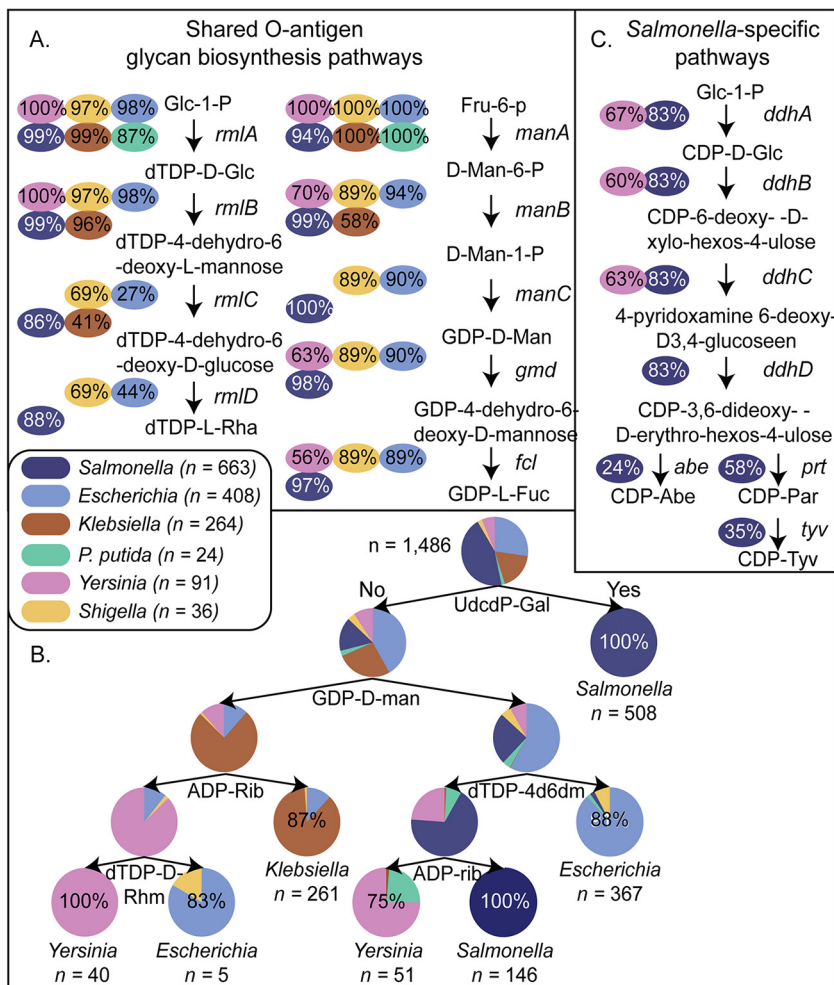 A.
Shared O-antigen
glycan biosynthesis pathways
100% 97% 98% Glc-1-P
99% 99% 87% rmlA
dTDP-D-Glc
100% 97% 98%
99% 96% rmlB
dTDP-4-dehydro-6
-deoxy-L-mannose
69% 27%
86% 41% rmlC
dTDP-4-dehydro-6
-deoxy-D-glucose
69% 44%
88% rmlD
dTDP-L-Rha
100% 100% 100% Fru-6-p
94% 100% 100% manA
D-Man-6-P
70% 89% 94%
99% 58% manB
D-Man-1-P
89% 90%
100% manC
GDP-D-Man
63% 89% 90%
98% gmd
GDP-4-dehydro-6-
deoxy-D-mannose
56% 89% 89%
97% fcl
GDP-L-Fuc
C.
Salmonella-specific
pathways
Glc-1-P
67% 83% ddhA
CDP-D-Glc
60% 83% ddhB
CDP-6-deoxy- -D-
xylo-hexos-4-ulose
63% 83% ddhC
4-pyridoxamine 6-deoxy-
D3,4-glucoseen
83% ddhD
CDP-3,6-dideoxy- -
D-erythro-hexos-4-ulose
24% abe 58% prt
CDP-Abe CDP-Par
35% tyv
CDP-Tyv
Salmonella (n = 663)
Escherichia (n = 408)
Klebsiella (n = 264)
P. putida (n = 24)
Yersinia (n = 91)
Shigella (n = 36)
B.
n = 1,486
No UdcdP-Gal Yes
100%
Salmonella
n = 508
GDP-D-man
ADP-Rib dTDP-4d6dm
87% 88%
Klebsiella
n = 261
Escherichia
n = 367
dTDP-D-
Rhm
ADP-rib
100% 83% 75% 100%
Yersinia Escherichia Yersinia Salmonella
n = 40 n = 5 n = 51 n = 146